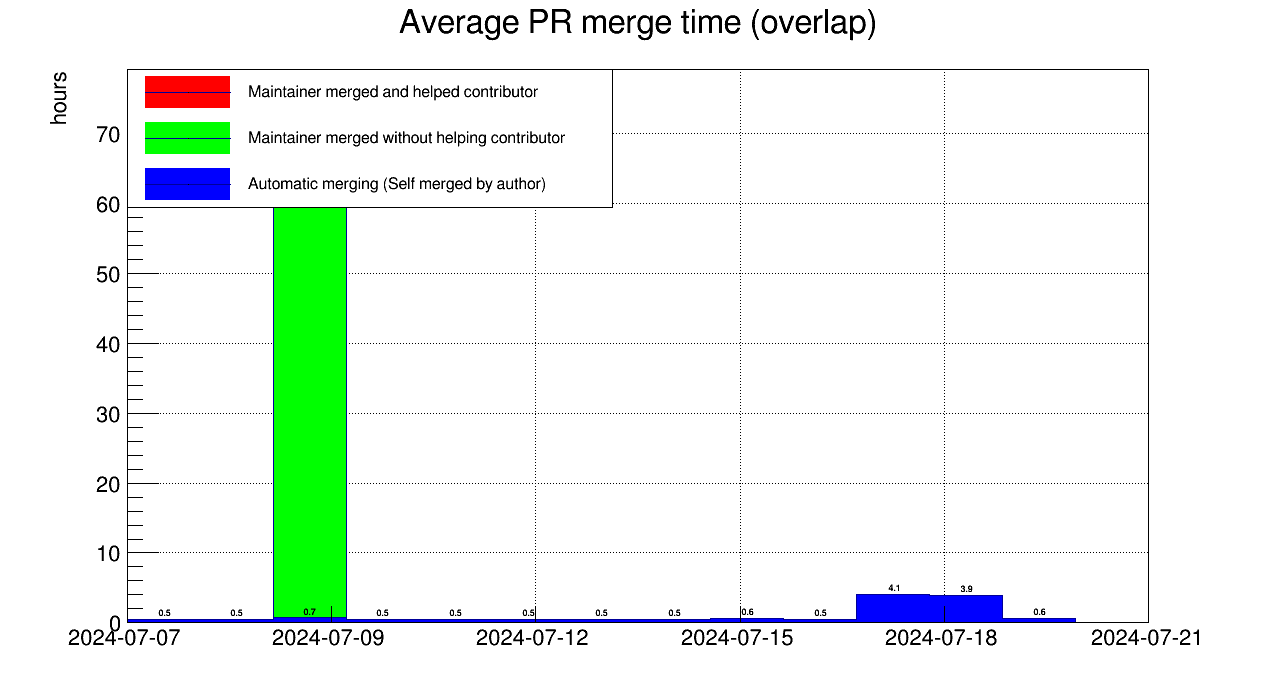 Average PR merge time (overlap)
hours
Maintainer merged and helped contributor
Maintainer merged without helping contributor
Automatic merging (Self merged by author)
70
60
50
40
30
20
10
0
0.5 0.5 0.7 0.5 0.5 0.5 0.5 0.5 0.6 0.5 4.1 3.9 0.6
2024-07-07 2024-07-09 2024-07-12 2024-07-15 2024-07-18 2024-07-21